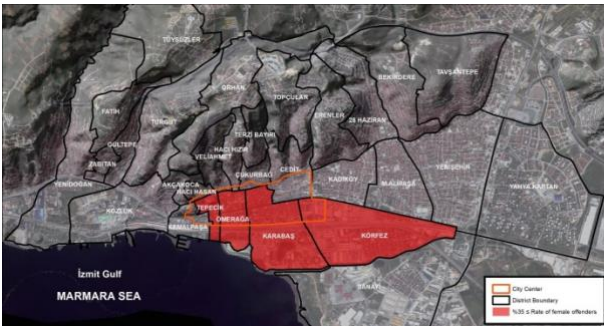 TÜYSÜZLER
TAVŞANTEPE
BEKİRDERE
ORHAN
TOPÇULAR
FATİH
TURGUT
ERENLER
28 HAZİRAN
TERZİ BAYIRI
GÜLTEPE
HACI HIZIR
VELİAHMET
ZABITAN
CEDİT
YENİŞEHİR
ÇUKURBAĞ
KADIKÖY
YENİDOĞAN
AKÇAKOCA
MALIPAŞA
HACI HASAN
YAHYA KAPTAN
KOZLUK
TEPECİK
ÖMERAĞA
KEMALPAŞA
KARABAŞ
KÖRFEZ
İzmit Gulf
SANAYİ
MARMARA SEA
City Center
District Boundary
%35 ≤ Rate of female offenders